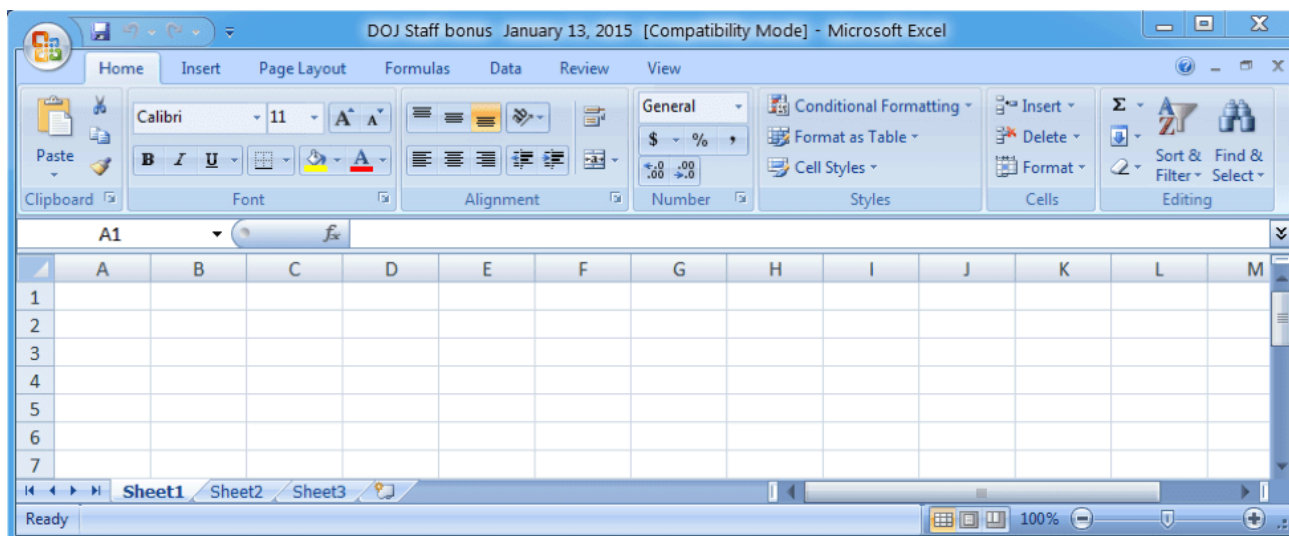 DOJ Staff bonus  January 13, 2015  [Compatibility Mode] - Microsoft Excel
Home Insert Page Layout Formulas Data Review View
Calibri 11 General Conditional Formatting Insert Σ
B I U A $ % , Format as Table Delete
Paste Cell Styles Format Sort & Filter Find & Select
Clipboard Font Alignment Number Styles Cells Editing
A1 fx
A B C D E F G H I J K L M
1
2
3
4
5
6
7
Sheet1 Sheet2 Sheet3
Ready 100%